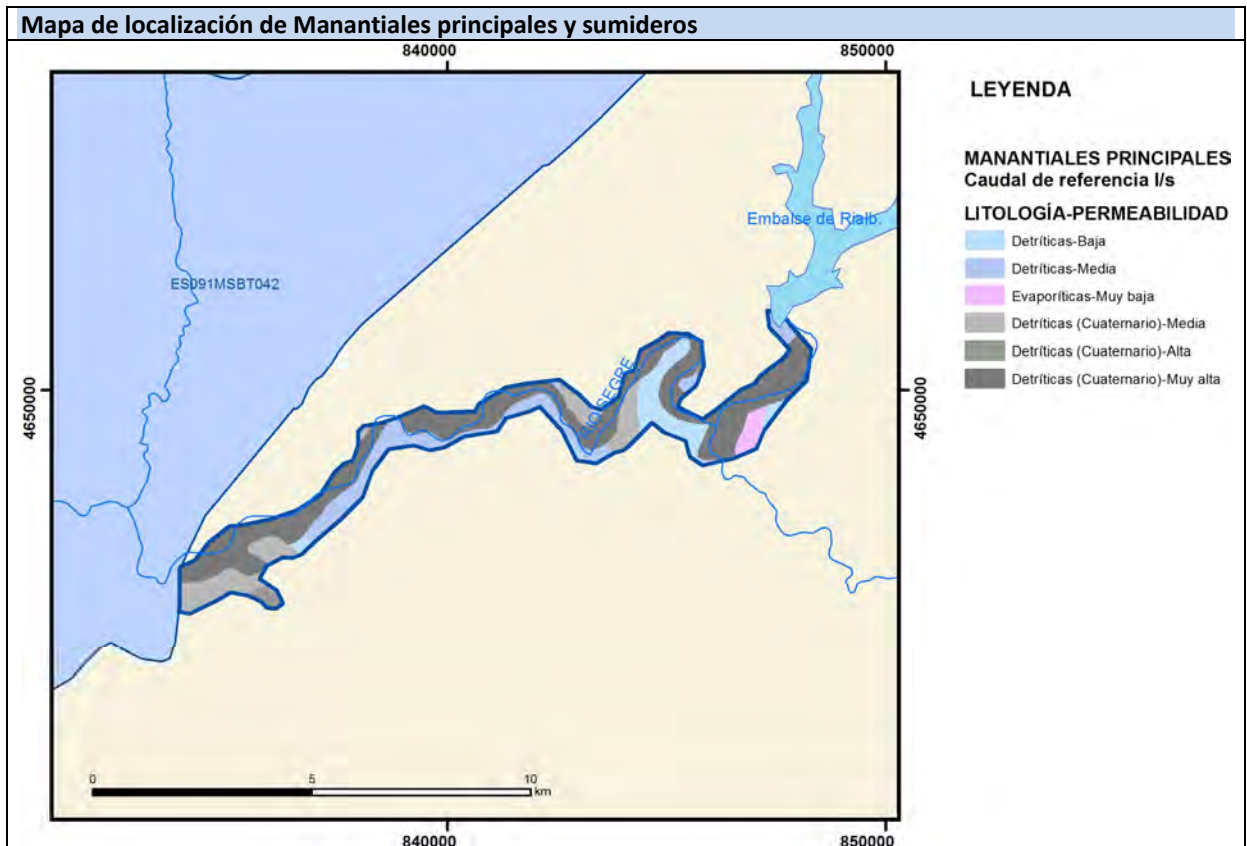 Mapa de localización de Manantiales principales y sumideros
840000
850000
LEYENDA
MANANTIALES PRINCIPALES
Caudal de referencia l/s
LITOLOGÍA-PERMEABILIDAD
Detríticas-Baja
Detríticas-Media
Evaporíticas-Muy baja
Detríticas (Cuaternario)-Media
Detríticas (Cuaternario)-Alta
Detríticas (Cuaternario)-Muy alta
Embalse de Rialb.
ES091MSBT042
RIO SEGRE
4650000
4650000
0 5 10
km
840000
850000